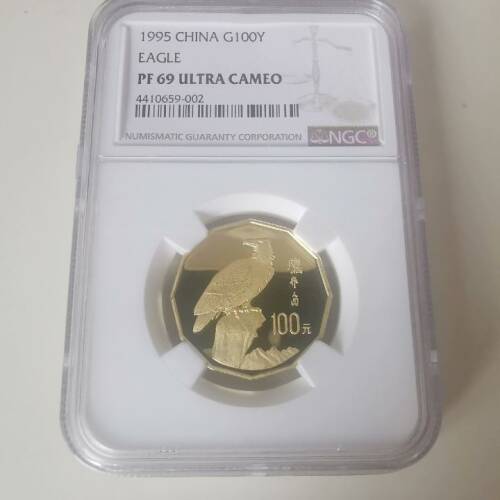 1995 CHINA G100Y
EAGLE
PF 69 ULTRA CAMEO
4410659-002
NUMISMATIC GUARANTY CORPORATION NGC®
100元